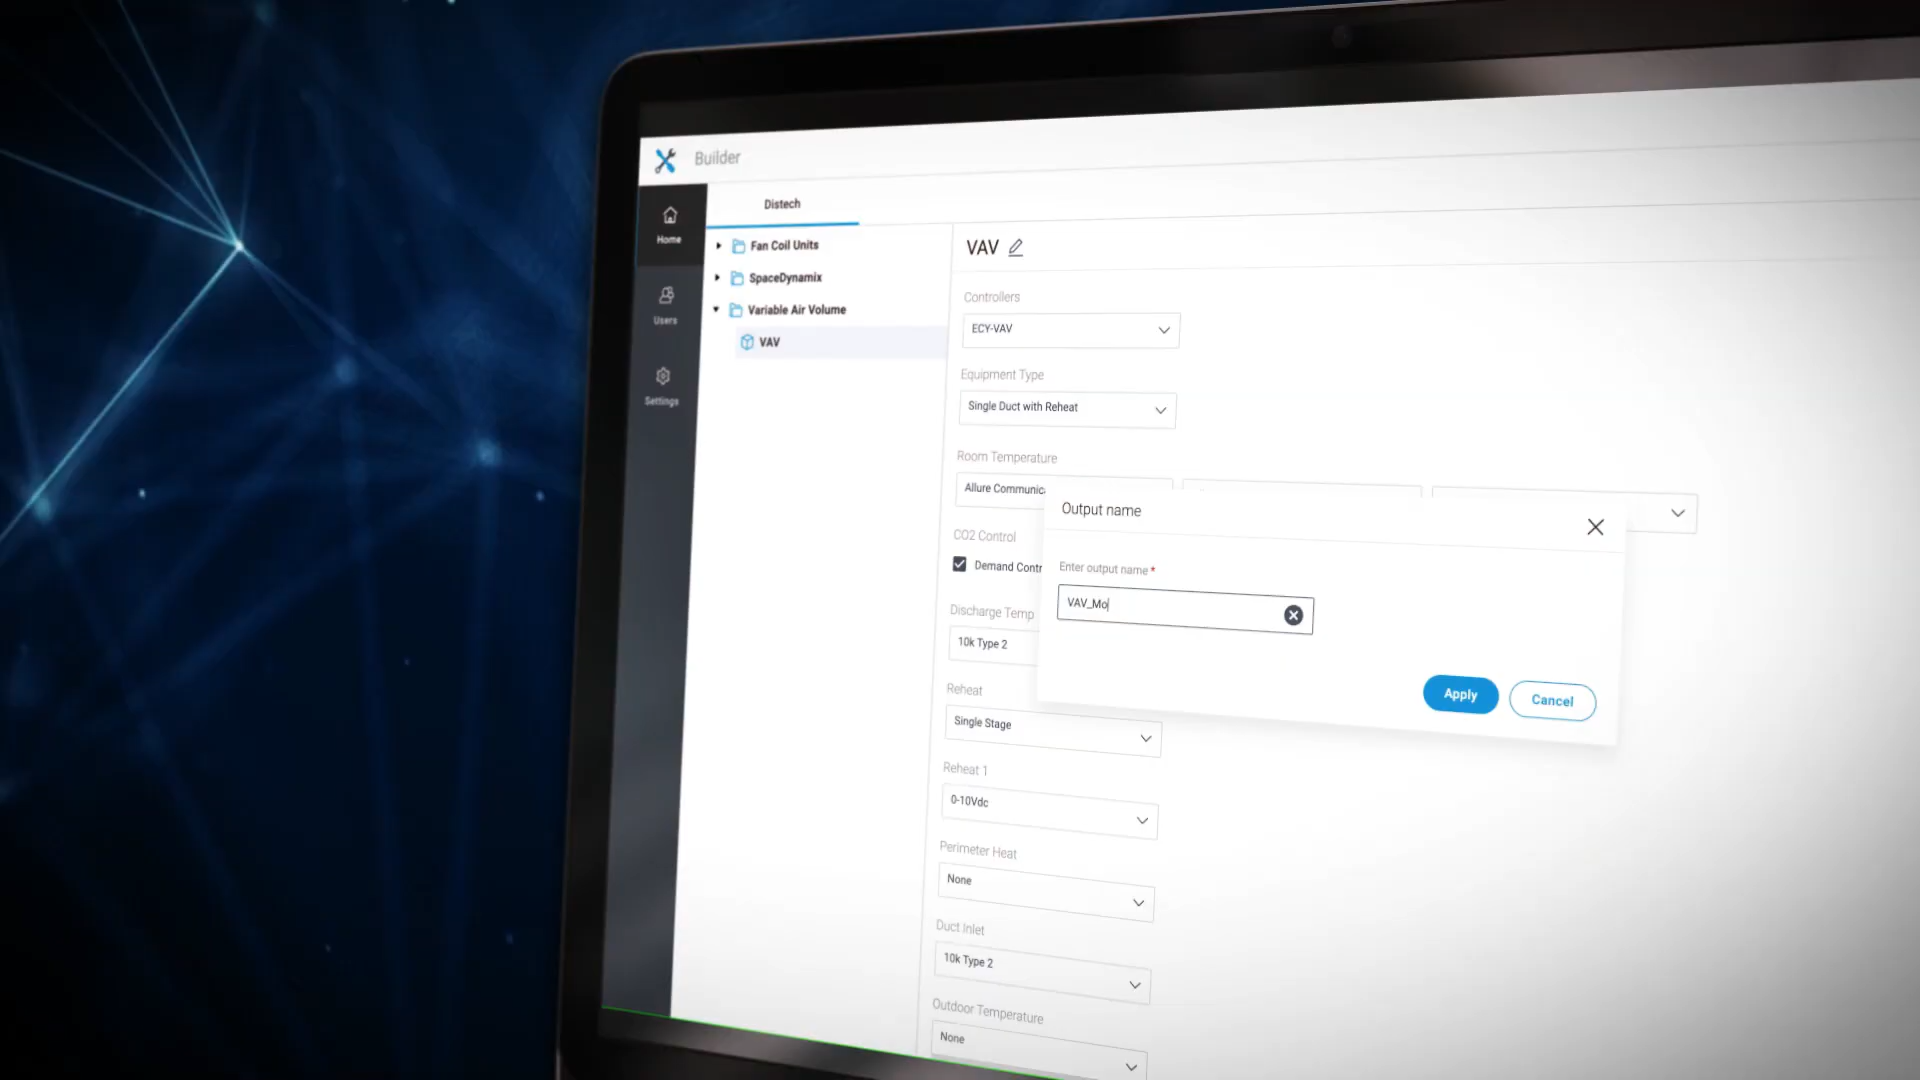 Builder
Distech
Home
Users
Settings
Fan Coil Units
SpaceDynamix
Variable Air Volume
VAV
VAV
Controllers
ECY-VAV
Equipment Type
Single Duct with Reheat
Room Temperature
Allure Communic
CO2 Control
Demand Contr
Discharge Temp
10k Type 2
Reheat
Single Stage
Reheat 1
0-10Vdc
Perimeter Heat
None
Duct Inlet
10k Type 2
Outdoor Temperature
None
Output name
Enter output name *
VAV_Mo
Apply
Cancel